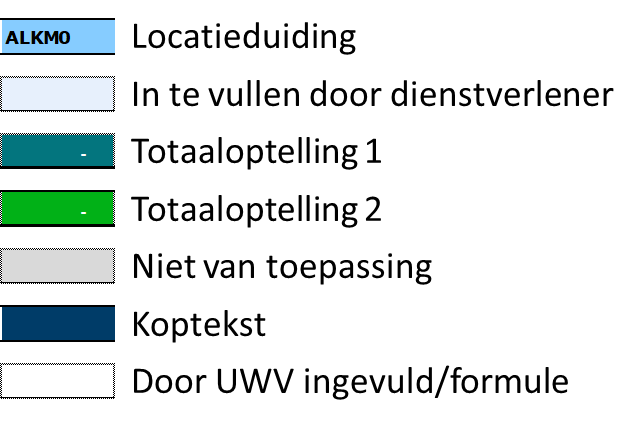 ALKM0 Locatieduiding
In te vullen door dienstverlener
- Totaaloptelling 1
- Totaaloptelling 2
Niet van toepassing
Koptekst
Door UWV ingevuld/formule